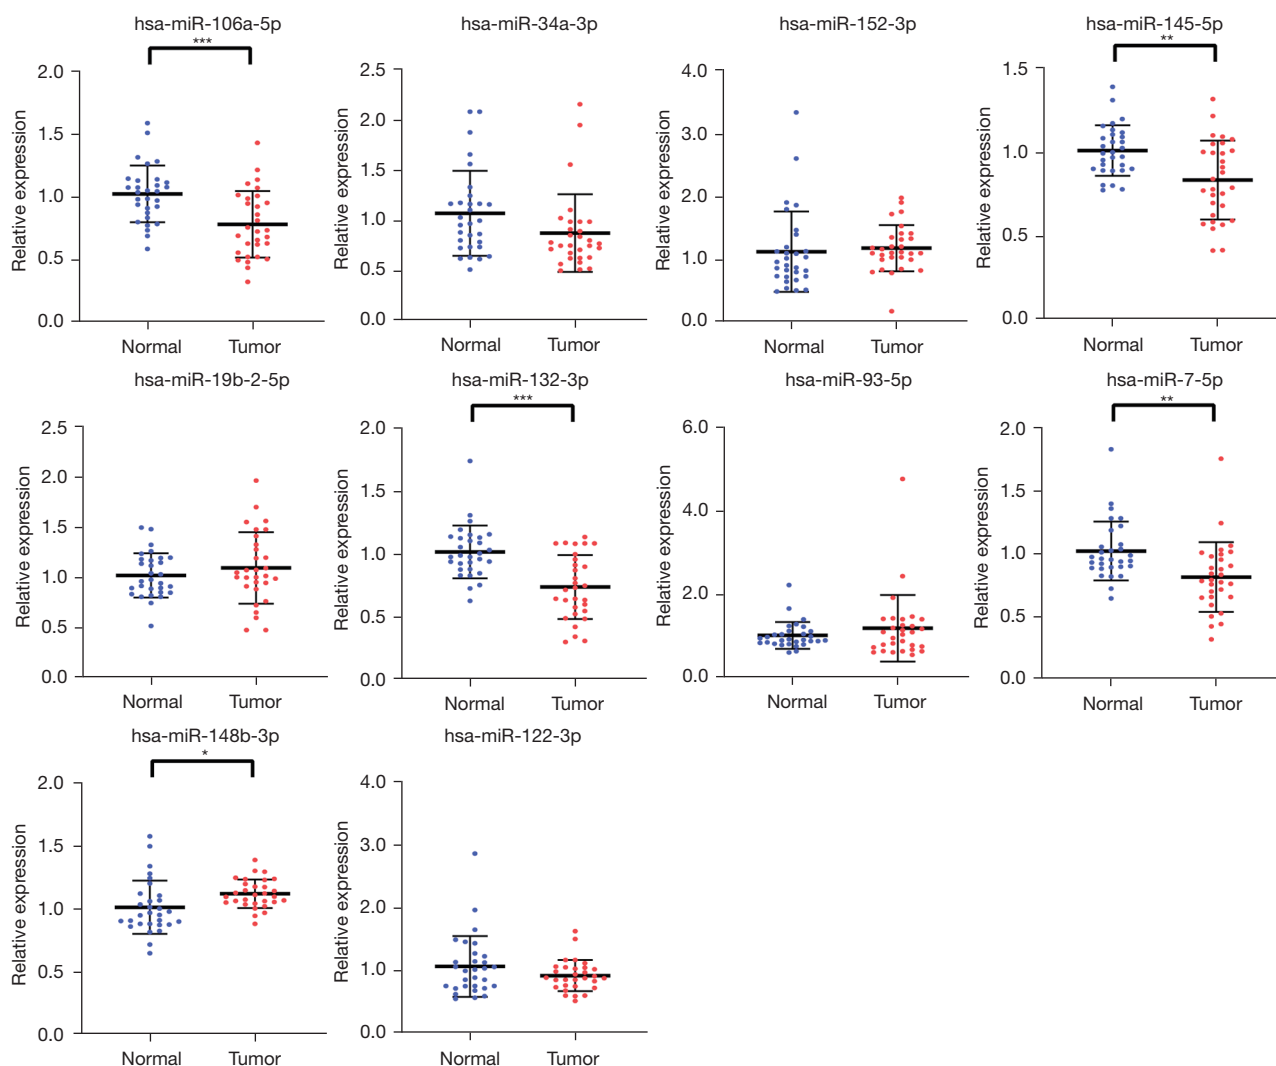 hsa-miR-106a-5p
***
Relative expression
2.0
1.5
1.0
0.5
0.0
Normal Tumor
hsa-miR-34a-3p
Relative expression
2.5
2.0
1.5
1.0
0.5
0.0
Normal Tumor
hsa-miR-152-3p
Relative expression
4.0
3.0
2.0
1.0
0.0
Normal Tumor
hsa-miR-145-5p
**
Relative expression
1.5
1.0
0.5
0.0
Normal Tumor
hsa-miR-19b-2-5p
Relative expression
2.5
2.0
1.5
1.0
0.5
0.0
Normal Tumor
hsa-miR-132-3p
***
Relative expression
2.0
1.5
1.0
0.5
0.0
Normal Tumor
hsa-miR-93-5p
Relative expression
6.0
4.0
2.0
0.0
Normal Tumor
hsa-miR-7-5p
**
Relative expression
2.0
1.5
1.0
0.5
0.0
Normal Tumor
hsa-miR-148b-3p
*
Relative expression
2.0
1.5
1.0
0.5
0.0
Normal Tumor
hsa-miR-122-3p
Relative expression
4.0
3.0
2.0
1.0
0.0
Normal Tumor